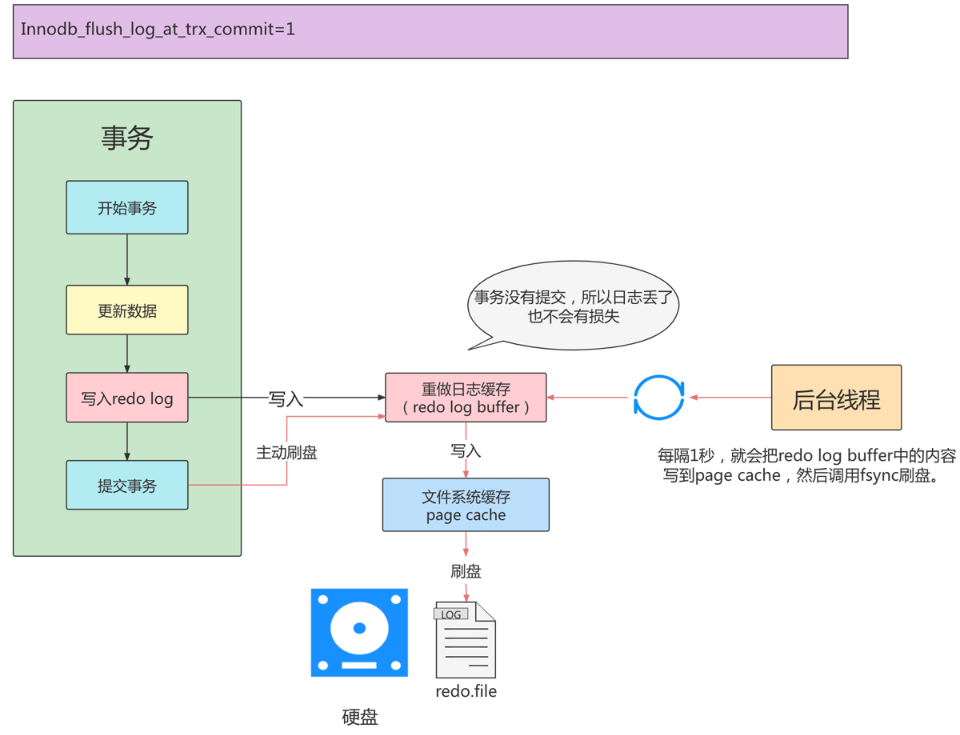 Innodb_flush_log_at_trx_commit=1
事务
开始事务
更新数据
写入redo log
提交事务
写入
主动刷盘
事务没有提交，所以日志丢了
也不会有损失
重做日志缓存
（redo log buffer）
写入
文件系统缓存
page cache
刷盘
LOG
redo.file
硬盘
后台线程
每隔1秒，就会把redo log buffer中的内容
写到page cache，然后调用fsync刷盘。